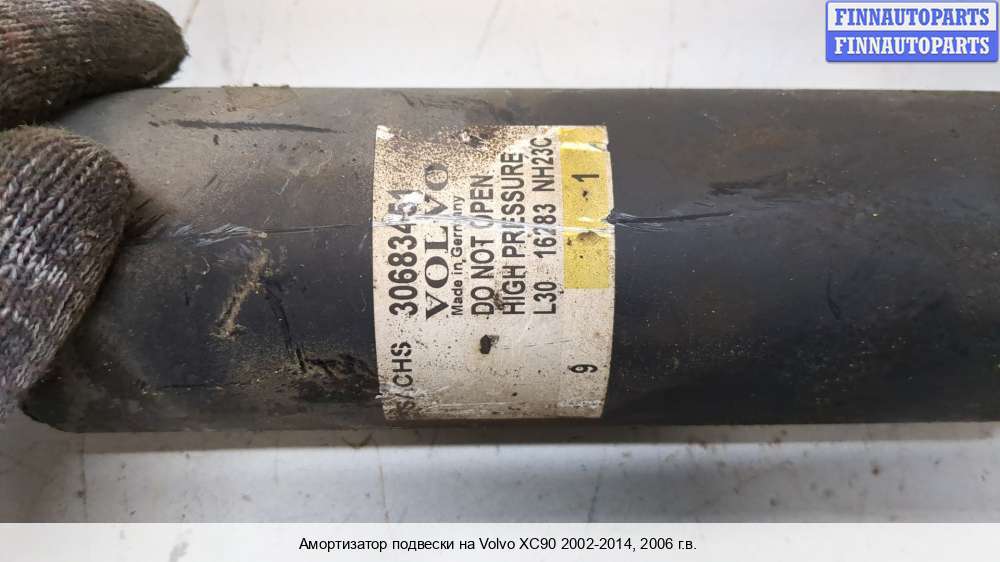 FINNAUTOPARTS
FINNAUTOPARTS
SACHS 30683451
VOLVO
Made in Germany
DO NOT OPEN
HIGH PRESSURE
L30 16283 NH23C
9 1
Амортизатор подвески на Volvo XC90 2002-2014, 2006 г.в.